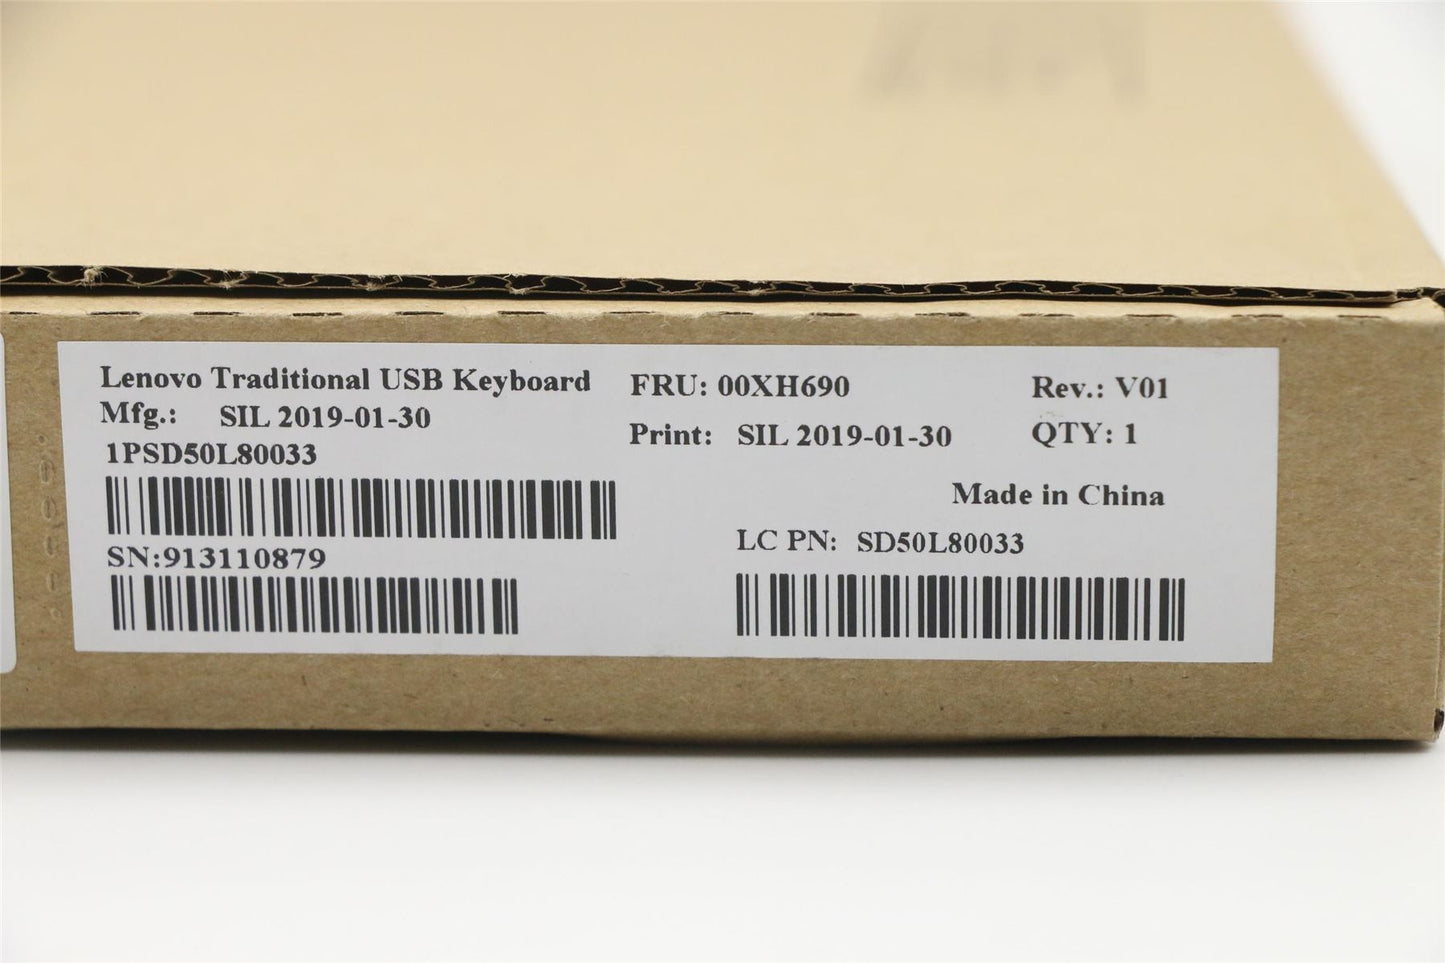 Lenovo Traditional USB Keyboard
Mfg.: SIL 2019-01-30
1PSD50L80033
SN:913110879
FRU: 00XH690
Print: SIL 2019-01-30
Rev.: V01
QTY: 1
Made in China
LC PN: SD50L80033